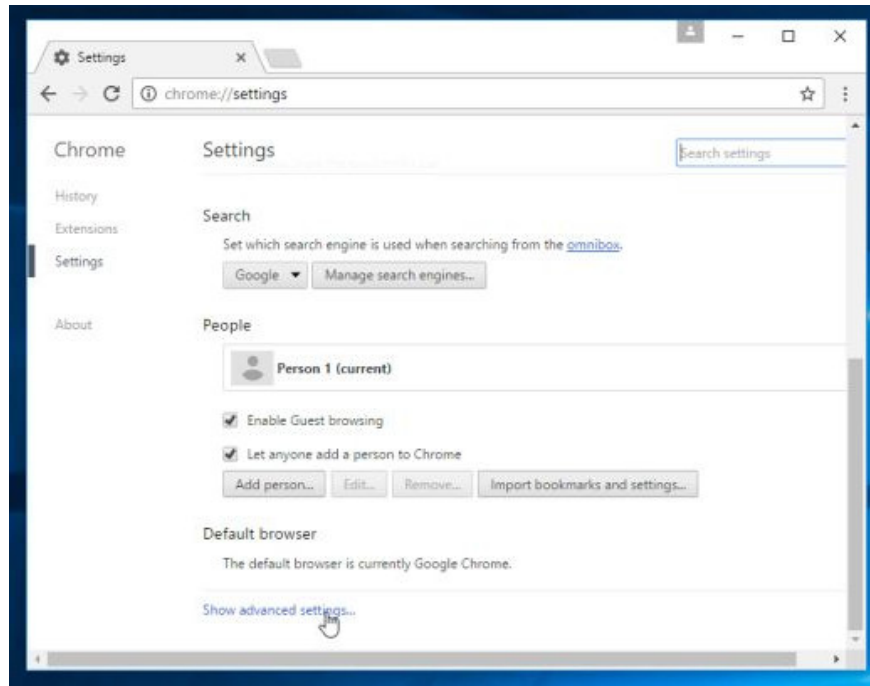 Settings
chrome://settings
Chrome
Settings
Search settings
History
Extensions
Settings
About
Search
Set which search engine is used when searching from the omnibox.
Google
Manage search engines...
People
Person 1 (current)
Enable Guest browsing
Let anyone add a person to Chrome
Add person...
Edit...
Remove...
Import bookmarks and settings...
Default browser
The default browser is currently Google Chrome.
Show advanced settings...